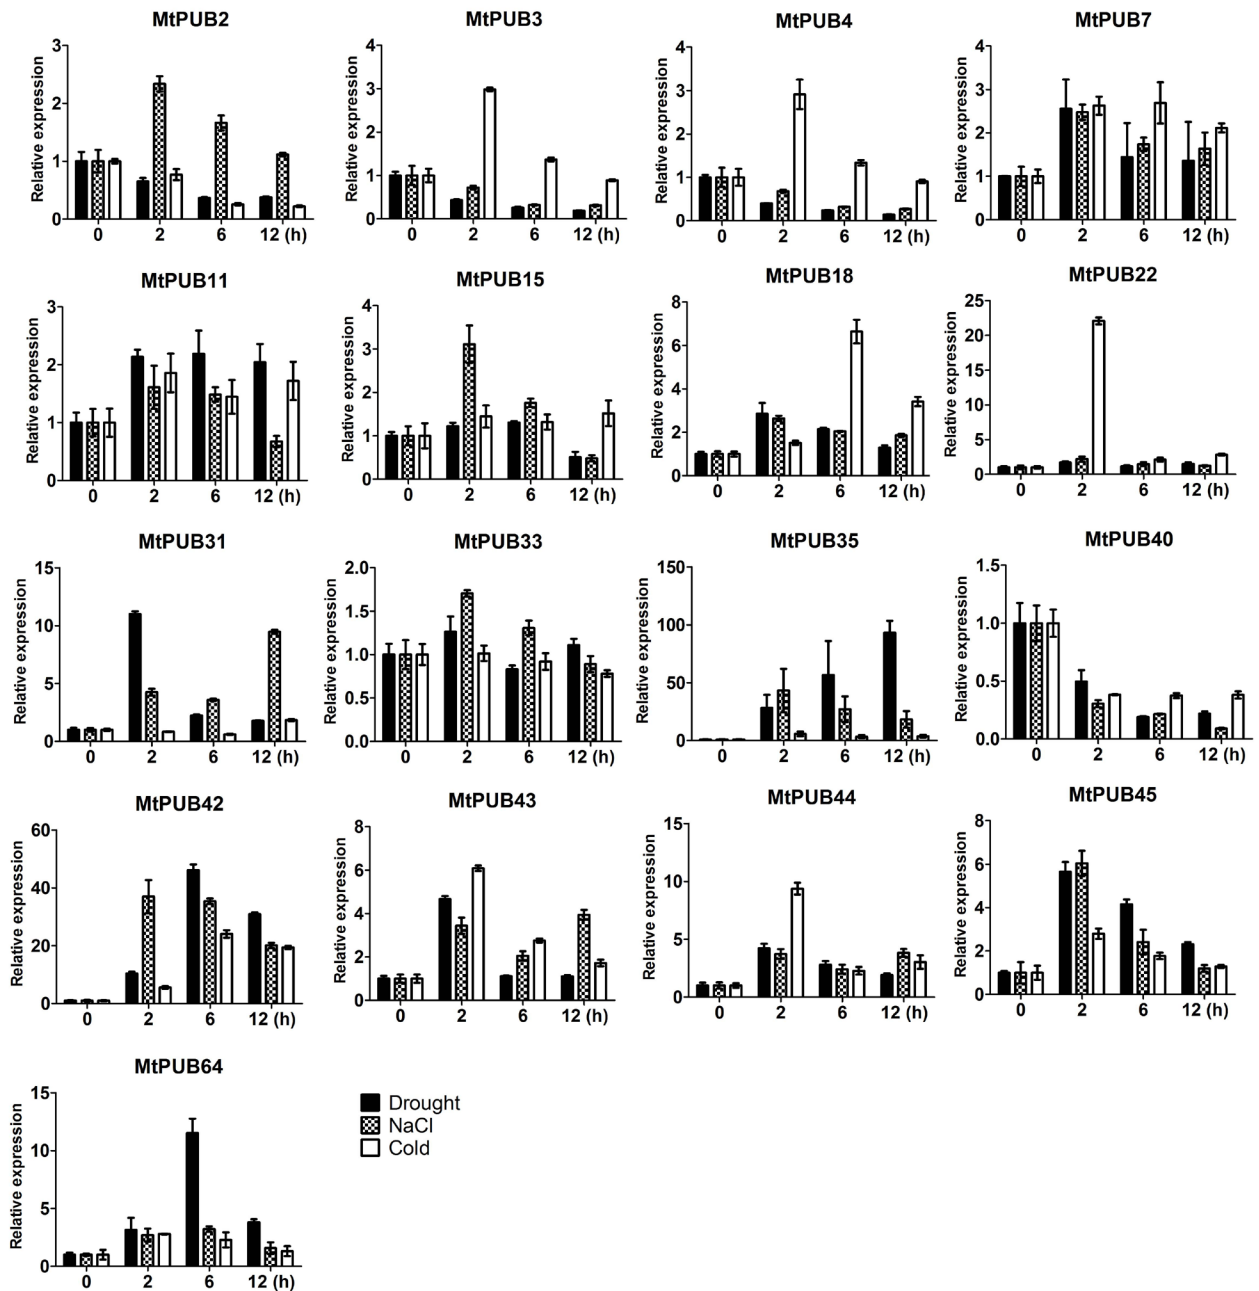 MtPUB2
Relative expression
3
2
1
0
0 2 6 12 (h)
MtPUB3
Relative expression
4
3
2
1
0
0 2 6 12 (h)
MtPUB4
Relative expression
4
3
2
1
0
0 2 6 12 (h)
MtPUB7
Relative expression
4
3
2
1
0
0 2 6 12 (h)
MtPUB11
Relative expression
3
2
1
0
0 2 6 12 (h)
MtPUB15
Relative expression
4
3
2
1
0
0 2 6 12 (h)
MtPUB18
Relative expression
8
6
4
2
0
0 2 6 12 (h)
MtPUB22
Relative expression
25
20
15
10
5
0
0 2 6 12 (h)
MtPUB31
Relative expression
15
10
5
0
0 2 6 12 (h)
MtPUB33
Relative expression
2.0
1.5
1.0
0.5
0.0
0 2 6 12 (h)
MtPUB35
Relative expression
150
100
50
0
0 2 6 12 (h)
MtPUB40
Relative expression
1.5
1.0
0.5
0.0
0 2 6 12 (h)
MtPUB42
Relative expression
60
40
20
0
0 2 6 12 (h)
MtPUB43
Relative expression
8
6
4
2
0
0 2 6 12 (h)
MtPUB44
Relative expression
15
10
5
0
0 2 6 12 (h)
MtPUB45
Relative expression
8
6
4
2
0
0 2 6 12 (h)
MtPUB64
Relative expression
15
10
5
0
0 2 6 12 (h)
Drought
NaCl
Cold